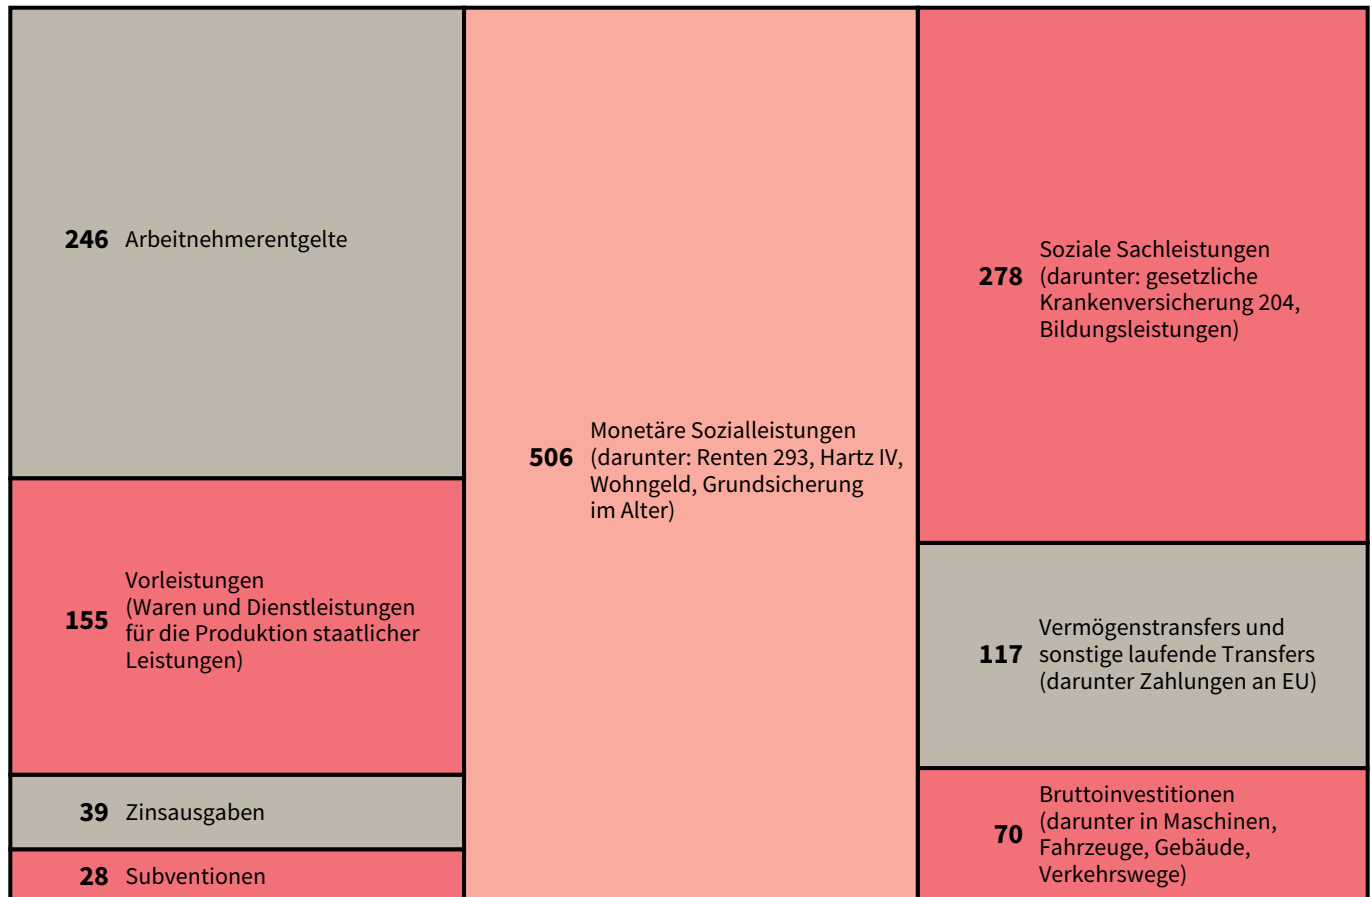 246 Arbeitnehmerentgelte
155 Vorleistungen
(Waren und Dienstleistungen
für die Produktion staatlicher
Leistungen)
39 Zinsausgaben
28 Subventionen
506 Monetäre Sozialleistungen
(darunter: Renten 293, Hartz IV,
Wohngeld, Grundsicherung
im Alter)
278 Soziale Sachleistungen
(darunter: gesetzliche
Krankenversicherung 204,
Bildungsleistungen)
117 Vermögenstransfers und
sonstige laufende Transfers
(darunter Zahlungen an EU)
70 Bruttoinvestitionen
(darunter in Maschinen,
Fahrzeuge, Gebäude,
Verkehrswege)